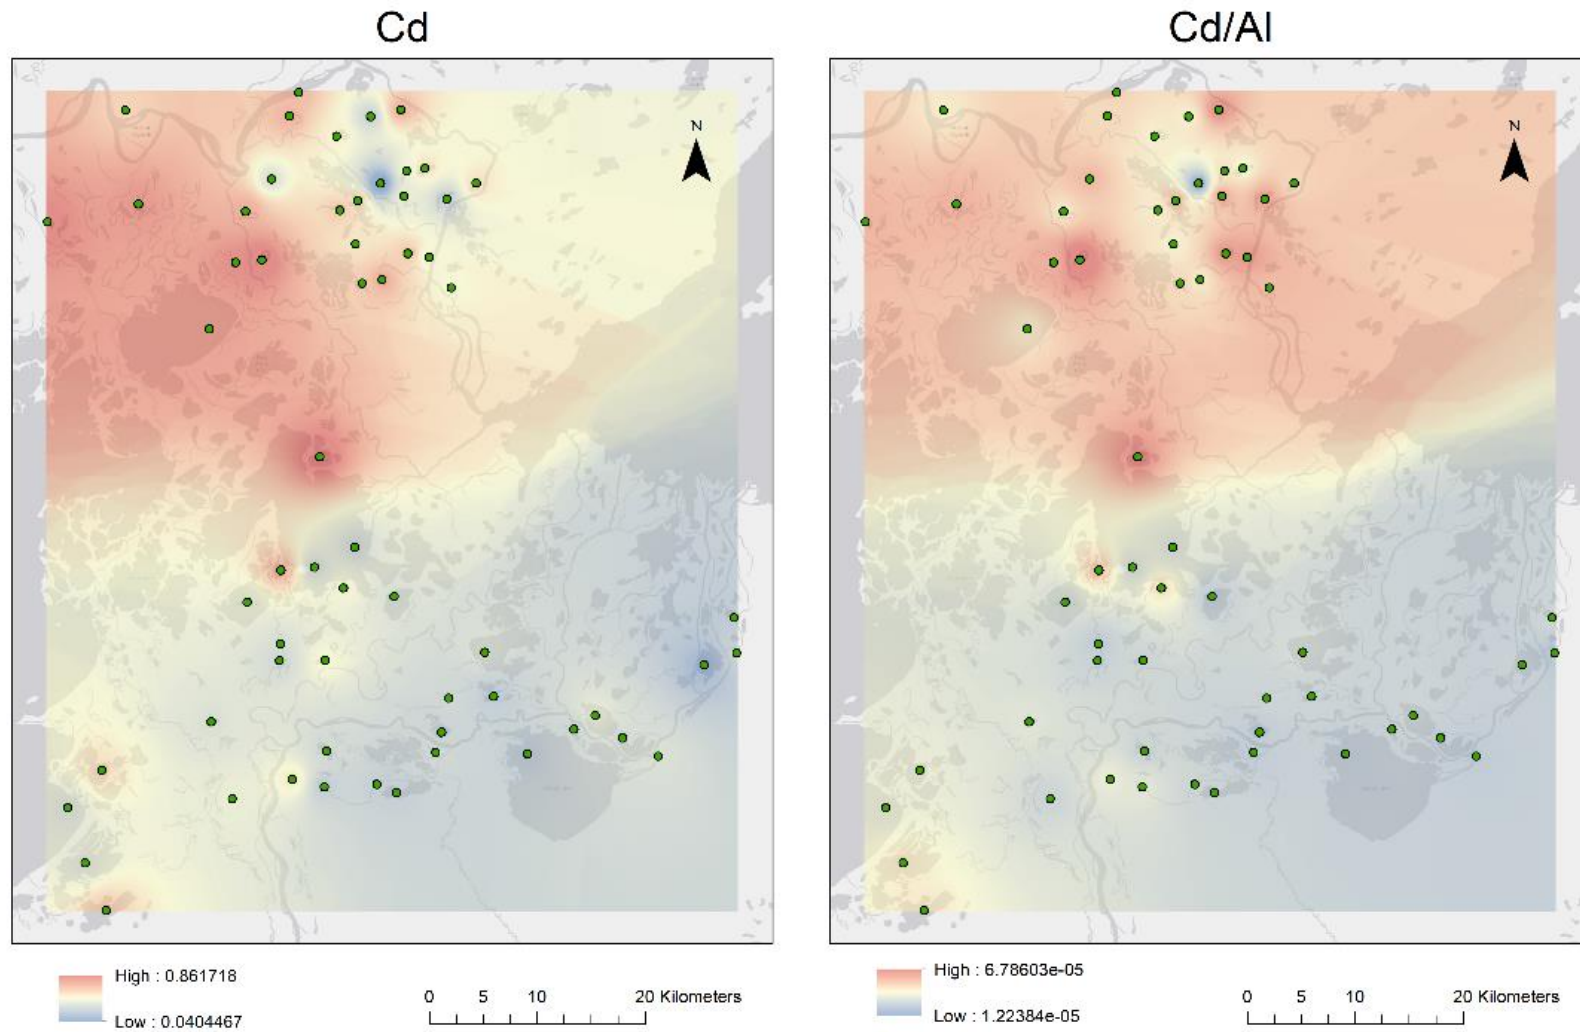 Cd
Cd/Al
N
N
High : 0.861718
Low : 0.0404467
0 5 10 20 Kilometers
High : 6.78603e-05
Low : 1.22384e-05
0 5 10 20 Kilometers